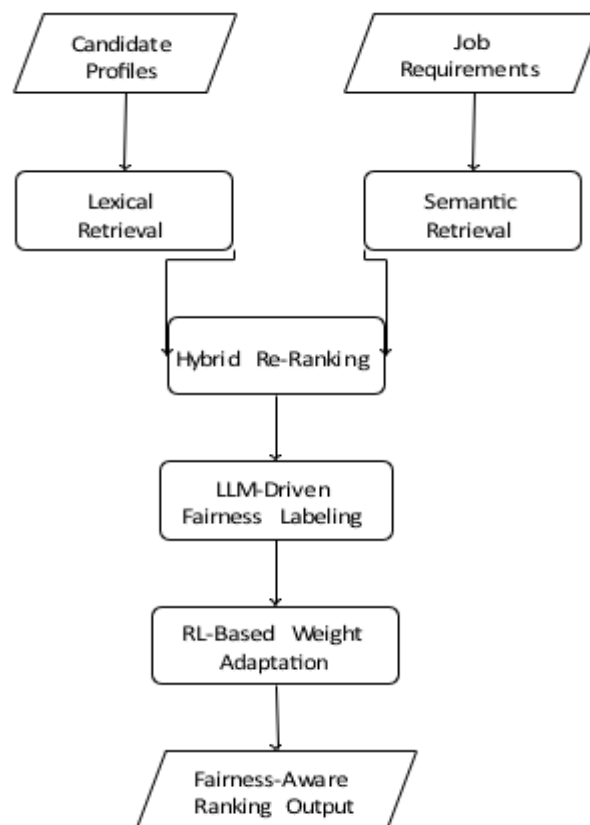 Candidate
Profiles
Job
Requirements
Lexical
Retrieval
Semantic
Retrieval
Hybrid Re-Ranking
LLM-Driven
Fairness Labeling
RL-Based Weight
Adaptation
Fairness-Aware
Ranking Output